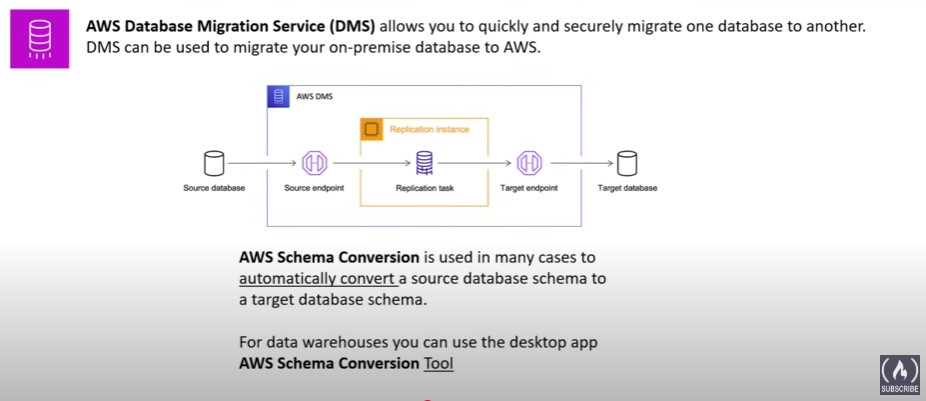 AWS Database Migration Service (DMS) allows you to quickly and securely migrate one database to another.
DMS can be used to migrate your on-premise database to AWS.
AWS DMS
Replication instance
Source database
Source endpoint
Replication task
Target endpoint
Target database
AWS Schema Conversion is used in many cases to
automatically convert a source database schema to
a target database schema.
For data warehouses you can use the desktop app
AWS Schema Conversion Tool
SUBSCRIBE